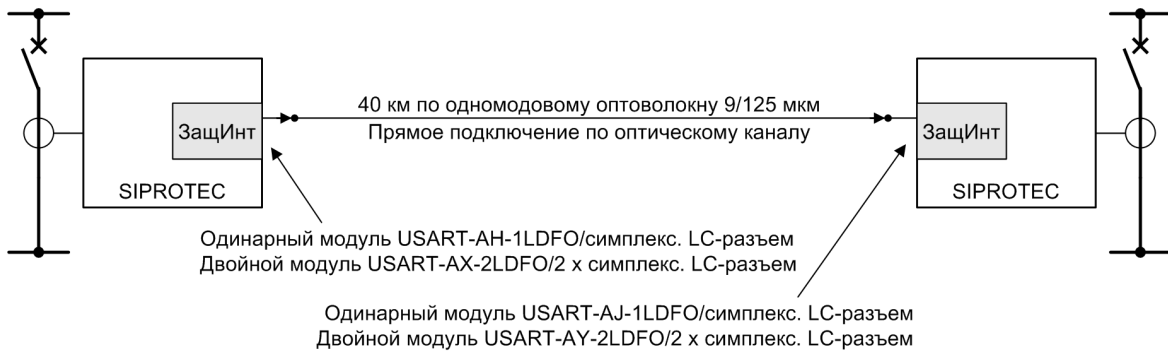 40 км по одномодовому оптоволокну 9/125 мкм
Прямое подключение по оптическому каналу
ЗащИнт
ЗащИнт
SIPROTEC
SIPROTEC
Одинарный модуль USART-AH-1LDFO/симплекс. LC-разъем
Двойной модуль USART-AX-2LDFO/2 x симплекс. LC-разъем
Одинарный модуль USART-AJ-1LDFO/симплекс. LC-разъем
Двойной модуль USART-AY-2LDFO/2 x симплекс. LC-разъем